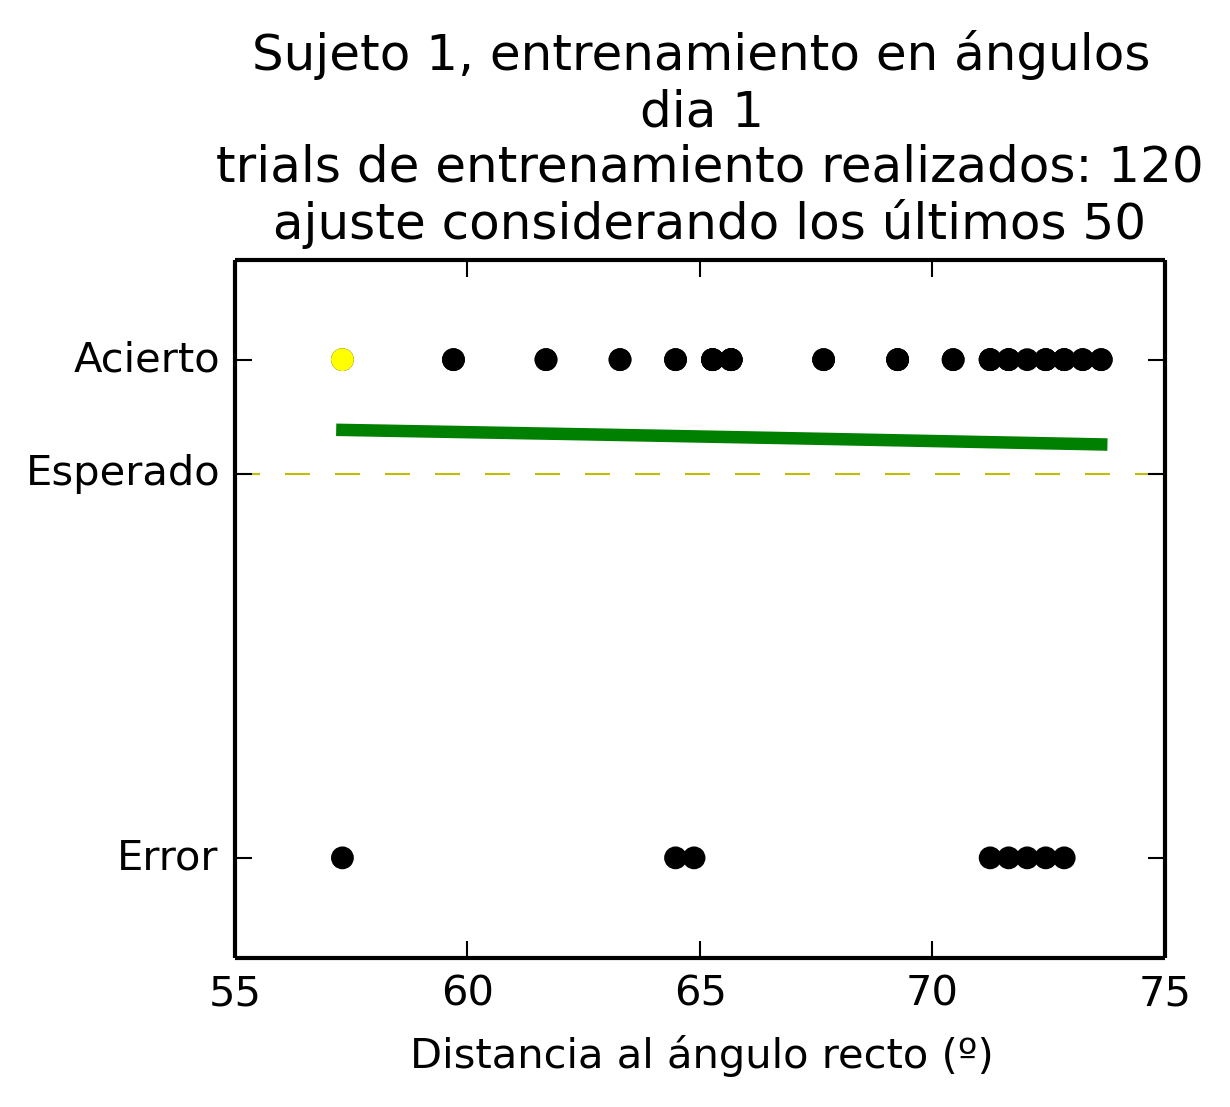 Sujeto 1, entrenamiento en ángulos
dia 1
trials de entrenamiento realizados: 120
ajuste considerando los últimos 50
Acierto
Esperado
Error
55 60 65 70 75
Distancia al ángulo recto (º)